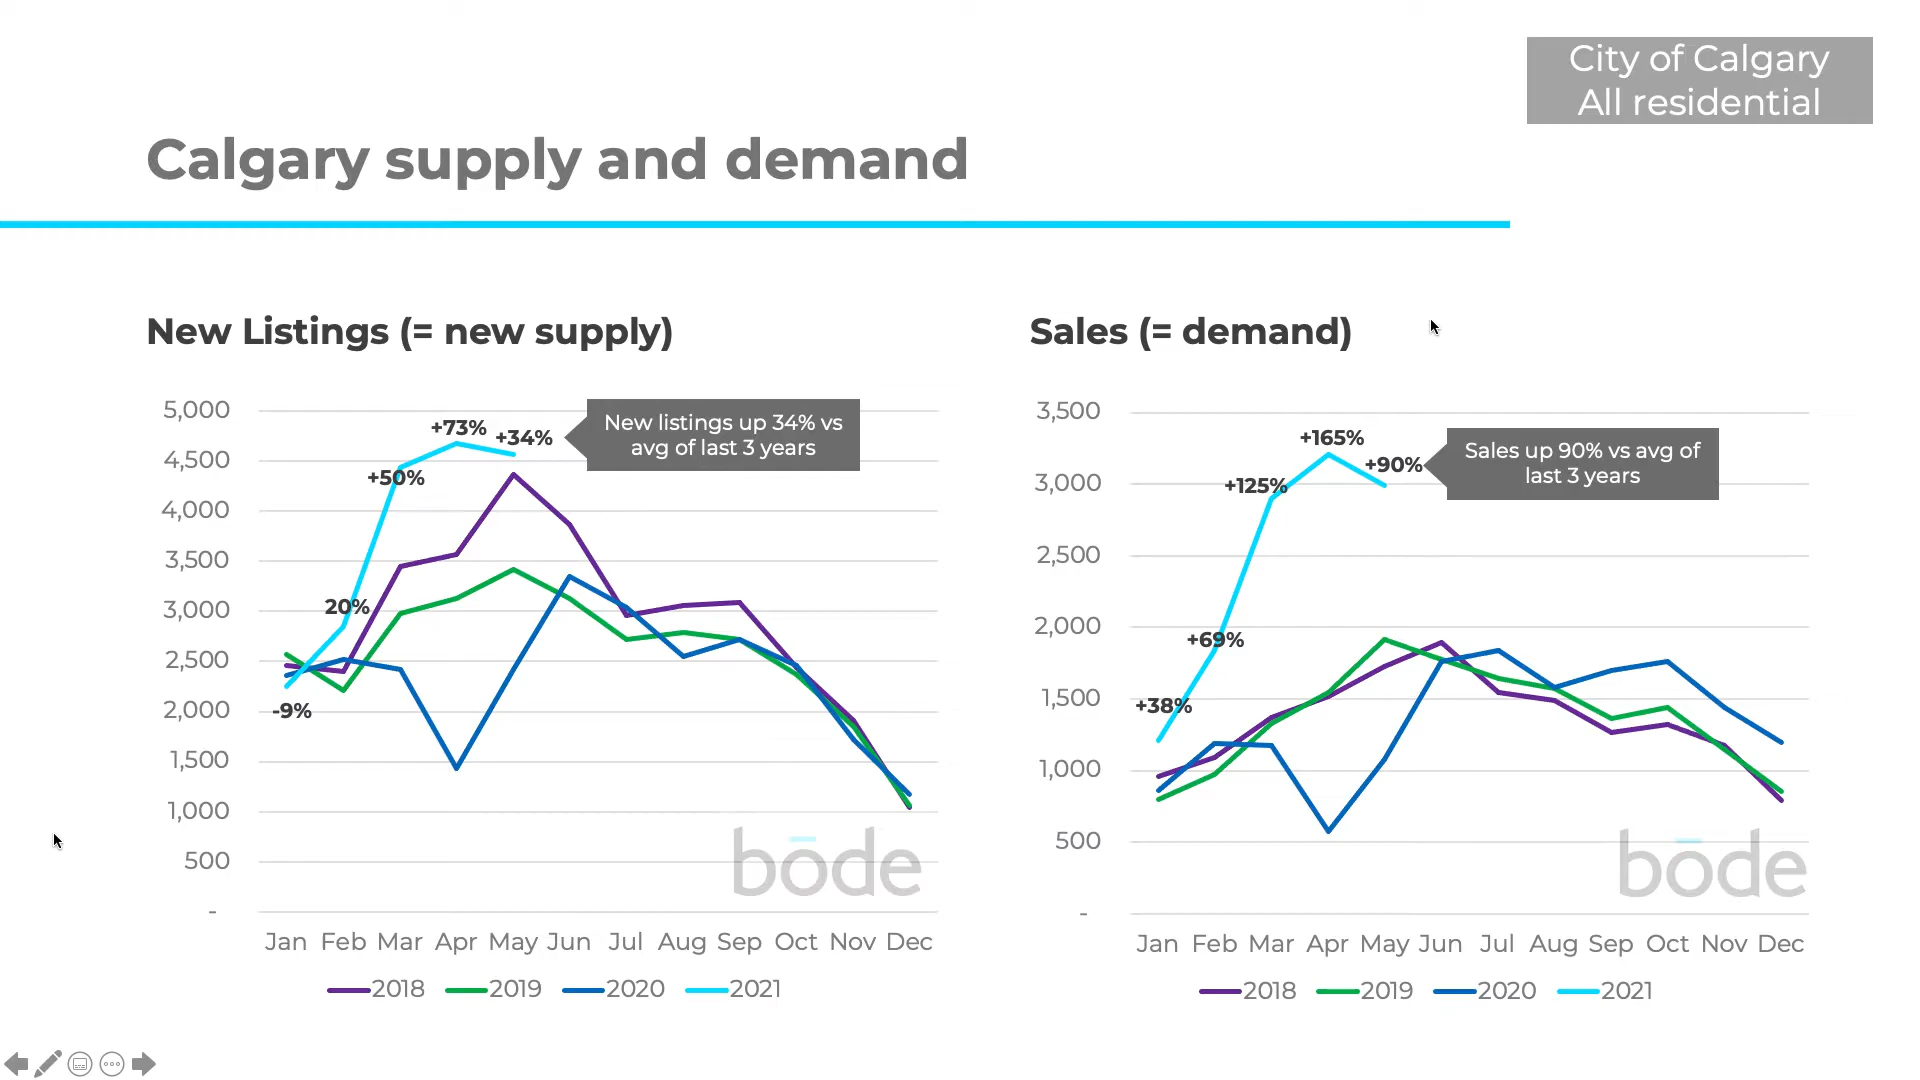 City of Calgary
All residential
Calgary supply and demand
New Listings (= new supply)
5,000
4,500
4,000
3,500
3,000
2,500
2,000
1,500
1,000
500
-
-9%
20%
+50%
+73%
+34%
New listings up 34% vs
avg of last 3 years
bōde
Jan Feb Mar Apr May Jun Jul Aug Sep Oct Nov Dec
2018 2019 2020 2021
Sales (= demand)
3,500
3,000
2,500
2,000
1,500
1,000
500
-
+38%
+69%
+125%
+165%
+90%
Sales up 90% vs avg of
last 3 years
bōde
Jan Feb Mar Apr May Jun Jul Aug Sep Oct Nov Dec
2018 2019 2020 2021